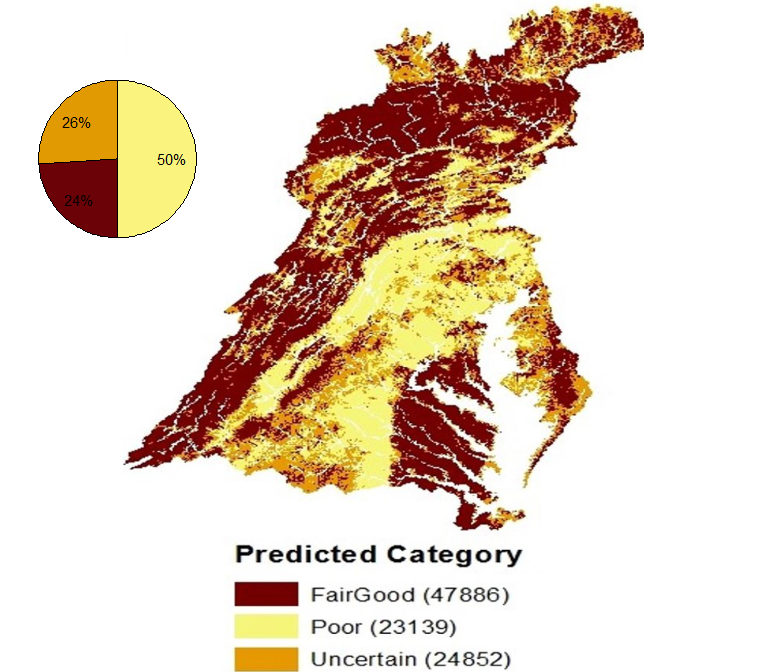 26%
50%
24%
Predicted Category
FairGood (47886)
Poor (23139)
Uncertain (24852)